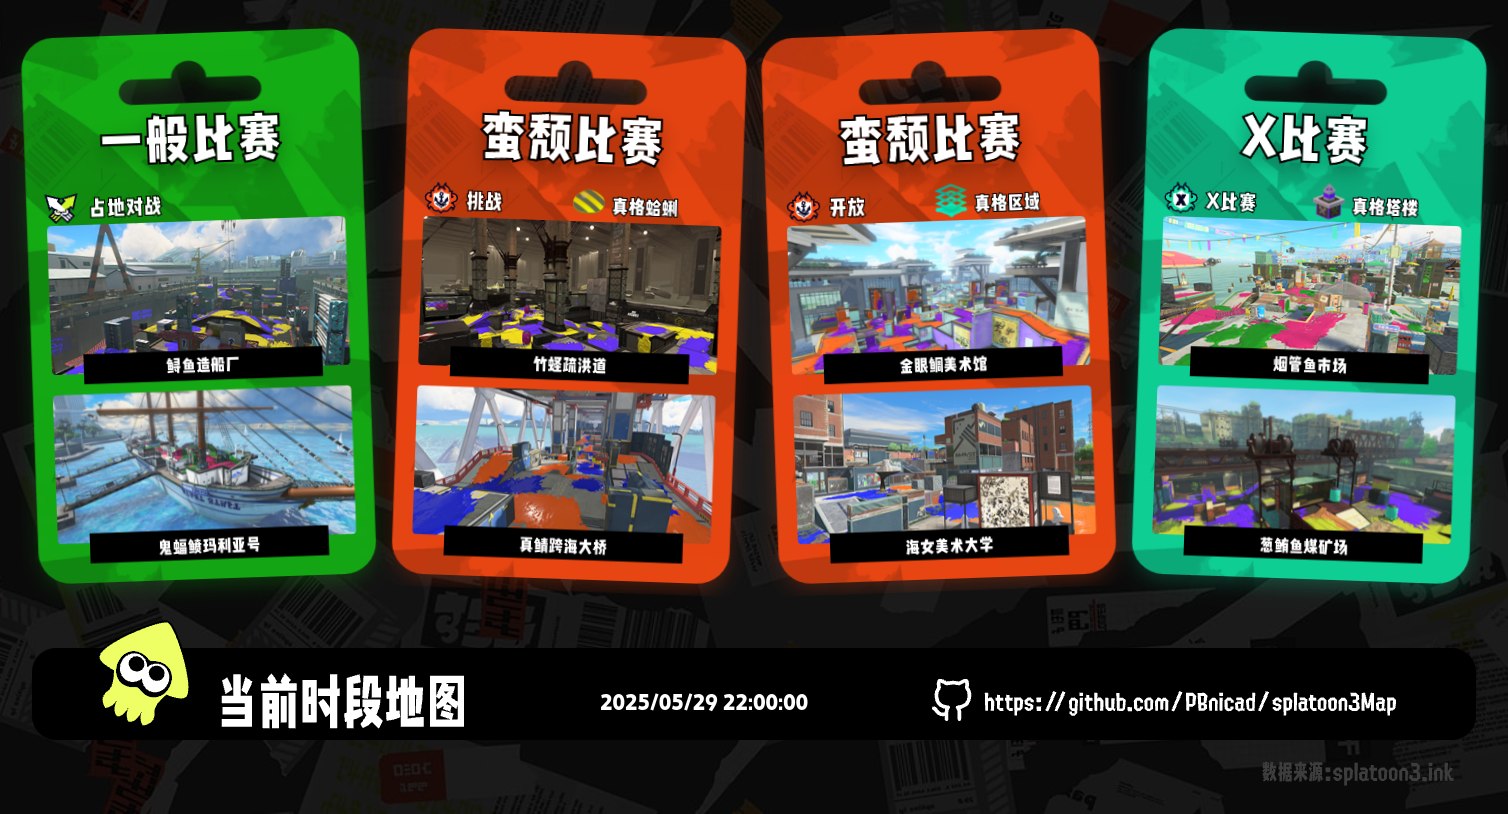 一般比赛
占地对战
鲟鱼造船厂
鬼蝠鲼玛利亚号
蛮颓比赛
挑战
真格蛤蜊
竹蛏疏洪道
真鲭跨海大桥
蛮颓比赛
开放
真格区域
金眼鲷美术馆
海女美术大学
X比赛
X比赛
真格塔楼
烟管鱼市场
葱鲔鱼煤矿场
当前时段地图
2025/05/29 22:00:00
https://github.com/PBnicad/splatoon3Map
数据来源:splatoon3.ink